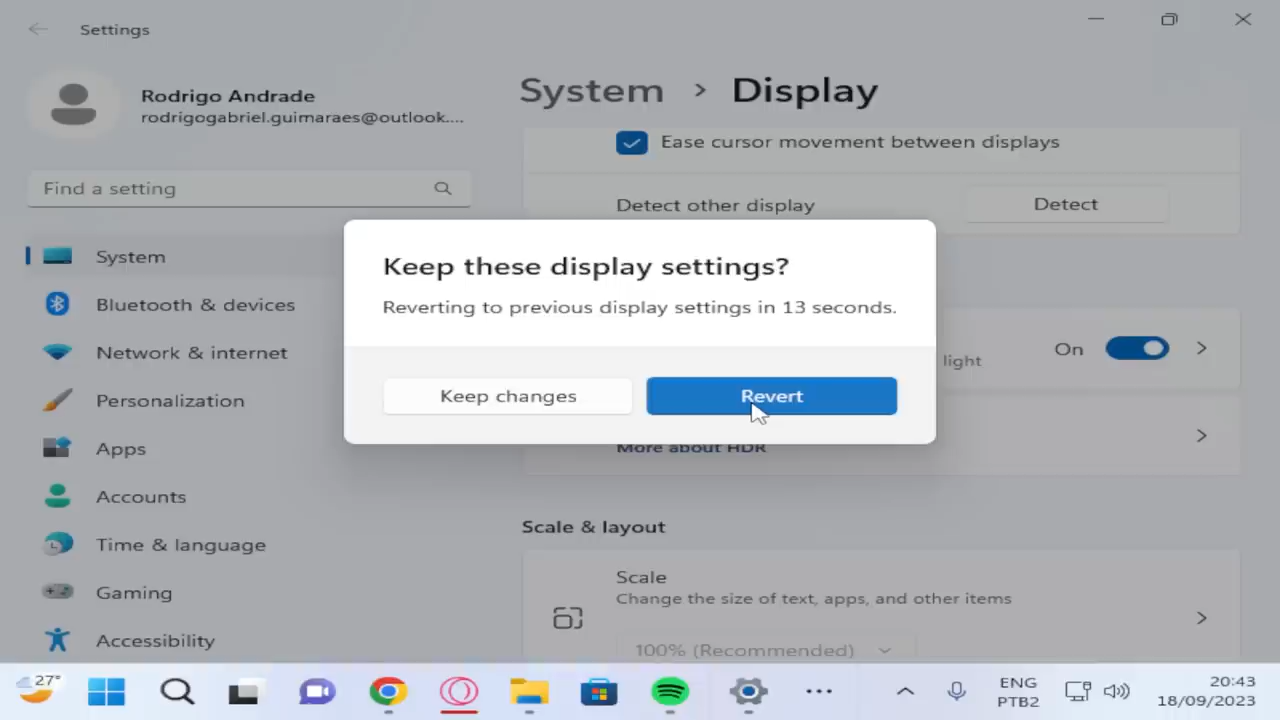 Settings
Rodrigo Andrade
rodrigogabriel.guimaraes@outlook....
Find a setting
System
Bluetooth & devices
Network & internet
Personalization
Apps
Accounts
Time & language
Gaming
Accessibility
System > Display
Ease cursor movement between displays
Detect other display
Detect
Keep these display settings?
Reverting to previous display settings in 13 seconds.
Keep changes
Revert
On
light
More about HDR
Scale & layout
Scale
Change the size of text, apps, and other items
100% (Recommended)
27°
ENG
PTB2
20:43
18/09/2023